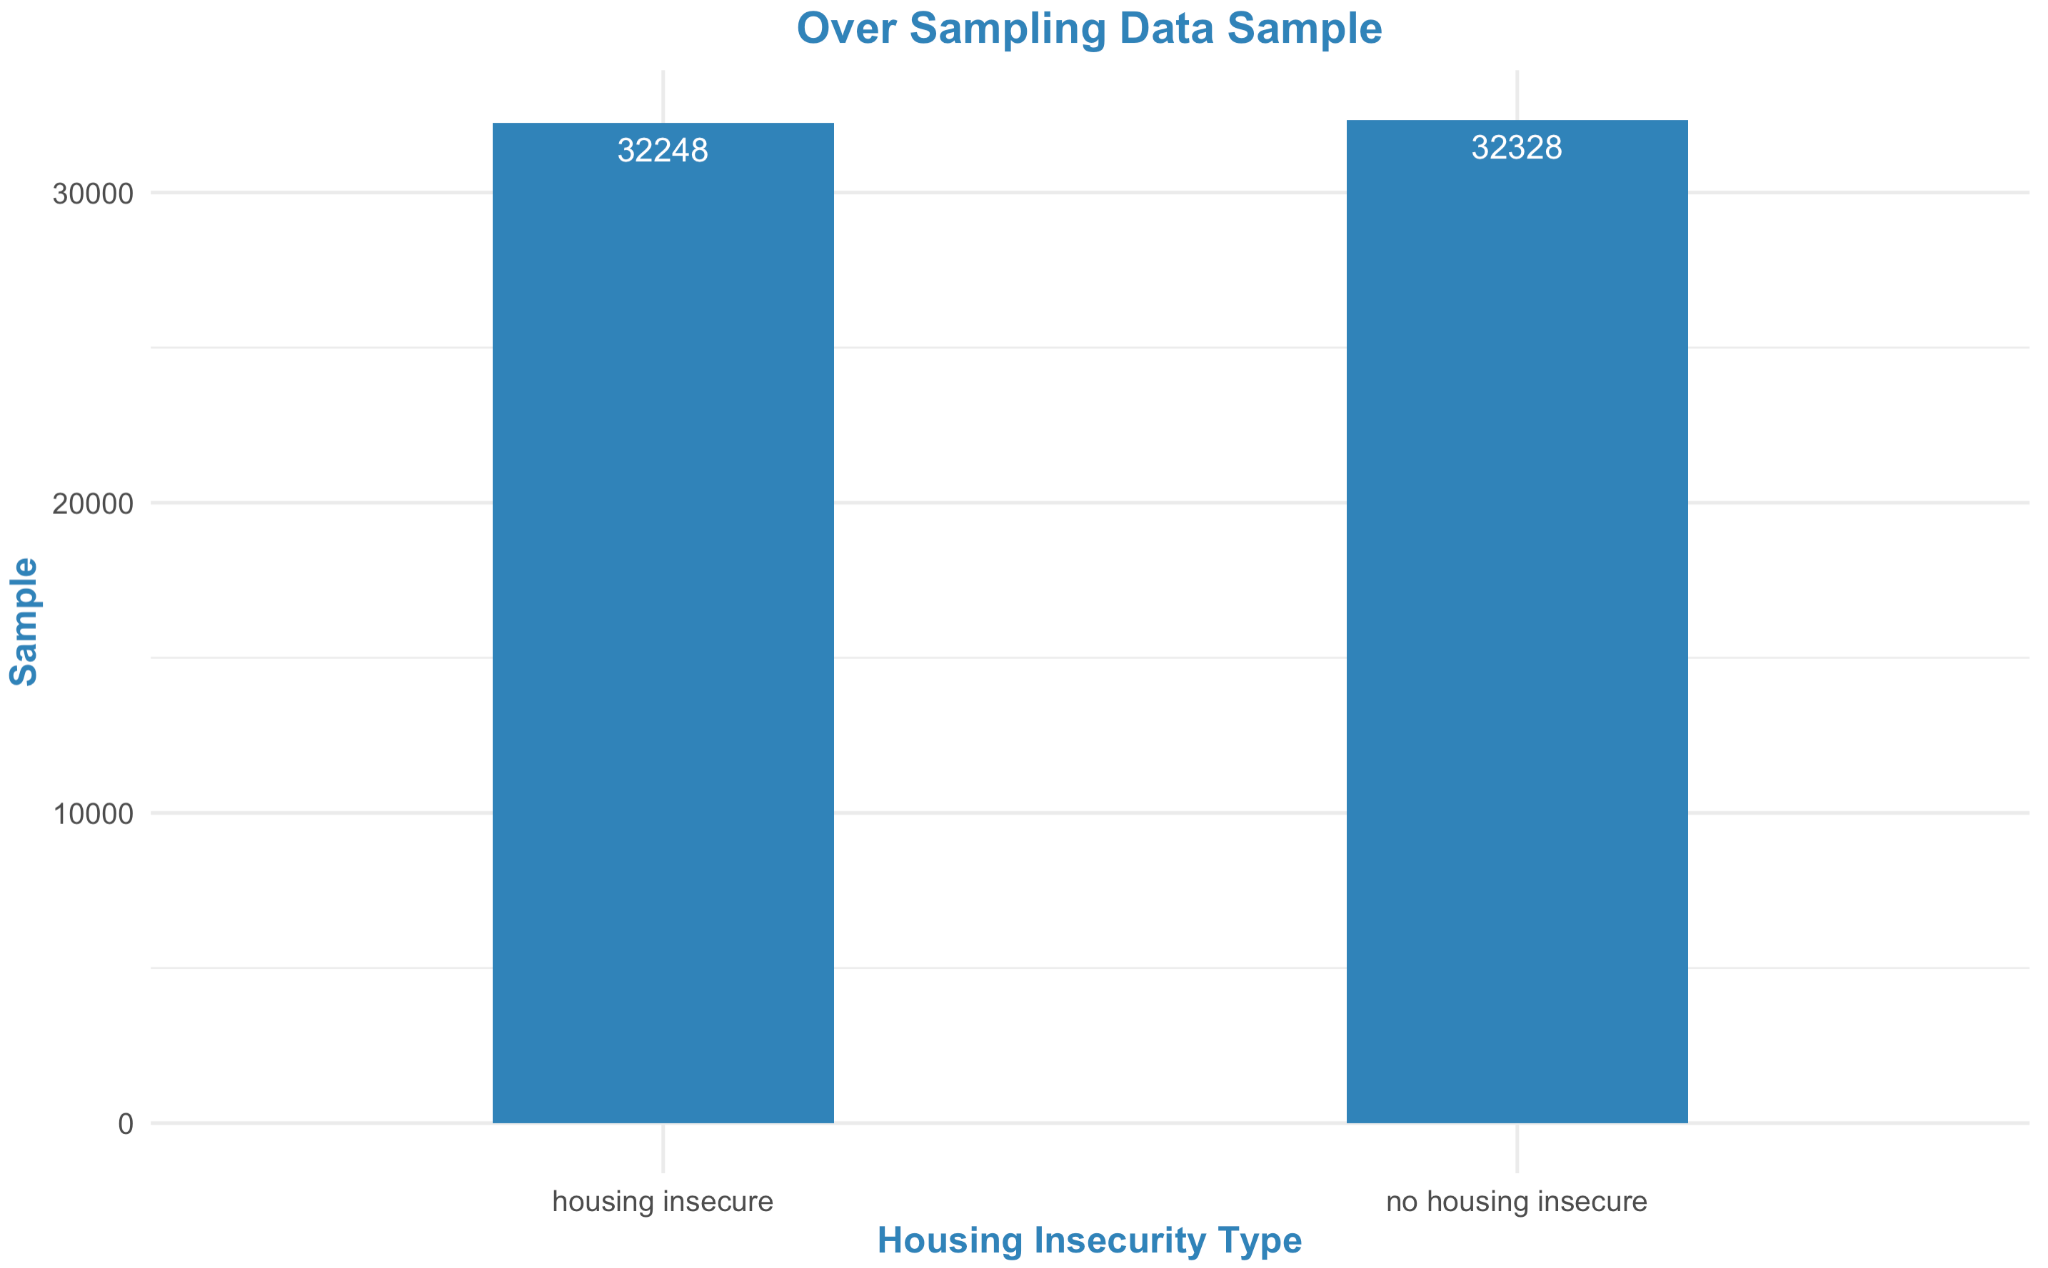 Over Sampling Data Sample
32248
32328
30000
20000
10000
0
Sample
housing insecure
no housing insecure
Housing Insecurity Type